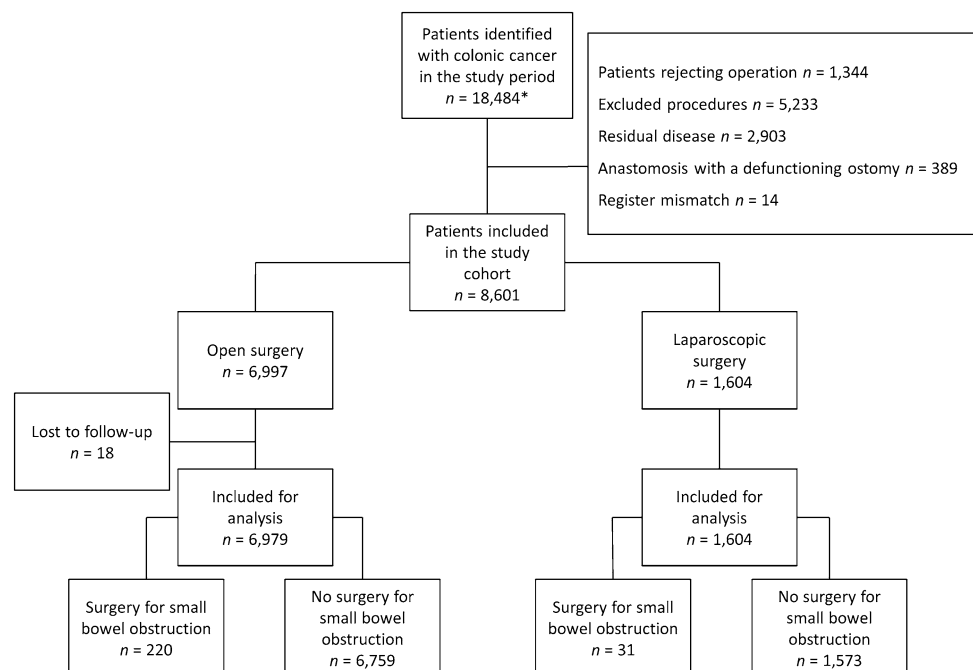 Patients identified
with colonic cancer
in the study period
n = 18,484*
Patients rejecting operation n = 1,344
Excluded procedures n = 5,233
Residual disease n = 2,903
Anastomosis with a defunctioning ostomy n = 389
Register mismatch n = 14
Patients included
in the study
cohort
n = 8,601
Open surgery
n = 6,997
Laparoscopic
surgery
n = 1,604
Lost to follow-up
n = 18
Included for
analysis
n = 6,979
Included for
analysis
n = 1,604
Surgery for small
bowel obstruction
n = 220
No surgery for
small bowel
obstruction
n = 6,759
Surgery for small
bowel obstruction
n = 31
No surgery for
small bowel
obstruction
n = 1,573